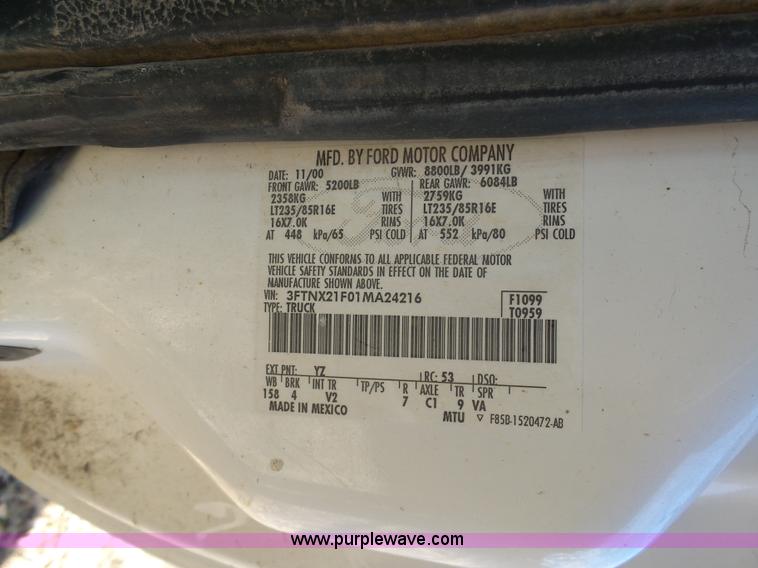 MFD. BY FORD MOTOR COMPANY
DATE: 11/00 GVWR: 8800LB/ 3991KG
FRONT GAWR: 5200LB REAR GAWR: 6084LB
2358KG WITH 2759KG WITH
LT235/85R16E TIRES LT235/85R16E TIRES
16X7.0K RIMS 16X7.0K RIMS
AT 448 kPa/65 PSI COLD AT 552 kPa/80 PSI COLD
THIS VEHICLE CONFORMS TO ALL APPLICABLE FEDERAL MOTOR
VEHICLE SAFETY STANDARDS IN EFFECT ON THE DATE OF
MANUFACTURE SHOWN ABOVE.
VIN: 3FTNX21F01MA24216 F1099
TYPE: TRUCK T0959
EXT PNT: YZ RC: 53 DSO:
WB BRK INT TR TP/PS R AXLE TR SPR
158 4 V2 7 C1 9 VA
MADE IN MEXICO MTU F85B-1520472-AB
www.purplewave.com